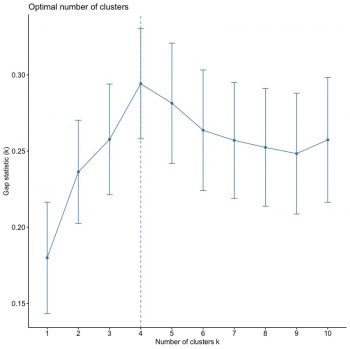 Optimal number of clusters
Gap statistic (k)
0.30
0.25
0.20
0.15
1 2 3 4 5 6 7 8 9 10
Number of clusters k